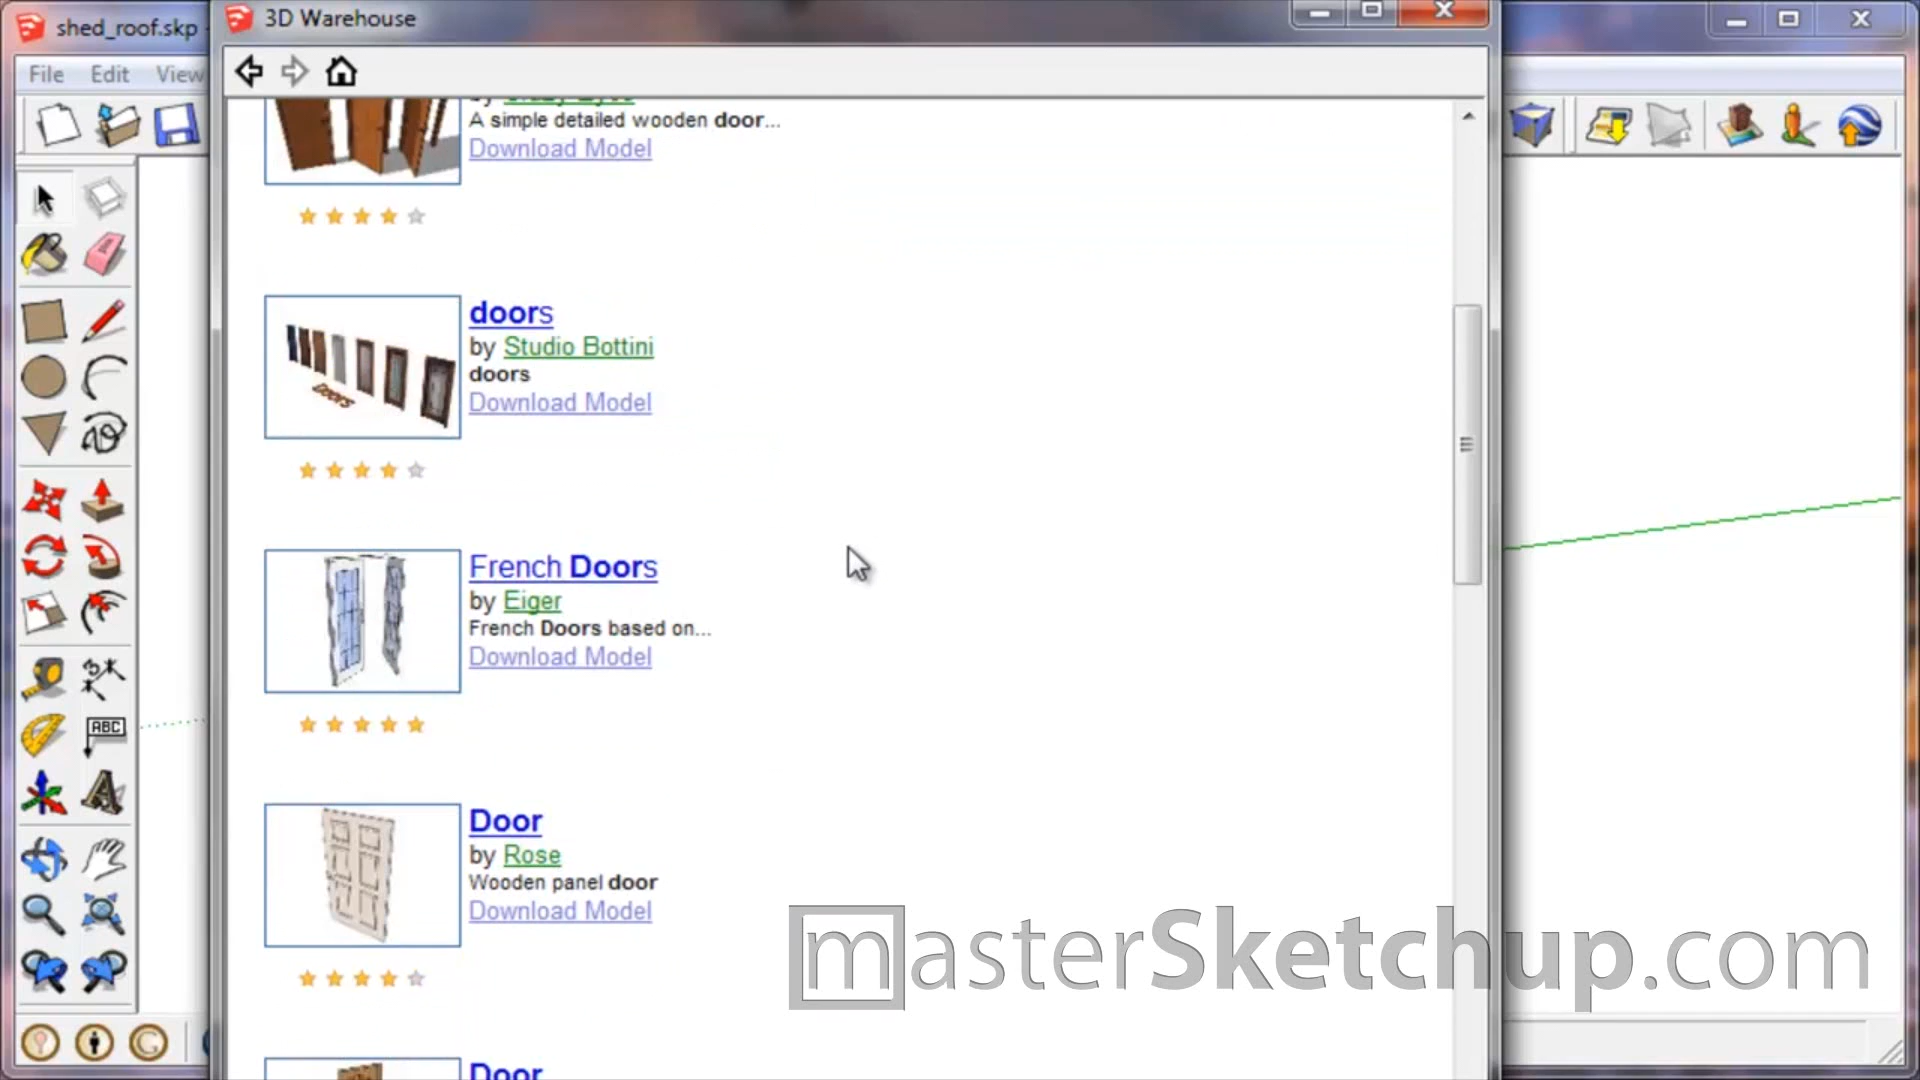 shed_roof.skp -
3D Warehouse
File Edit View
by
A simple detailed wooden door...
Download Model
doors
by Studio Bottini
doors
Download Model
Doors
French Doors
by Eiger
French Doors based on...
Download Model
ABC
Door
by Rose
Wooden panel door
Download Model
masterSketchup.com
Door